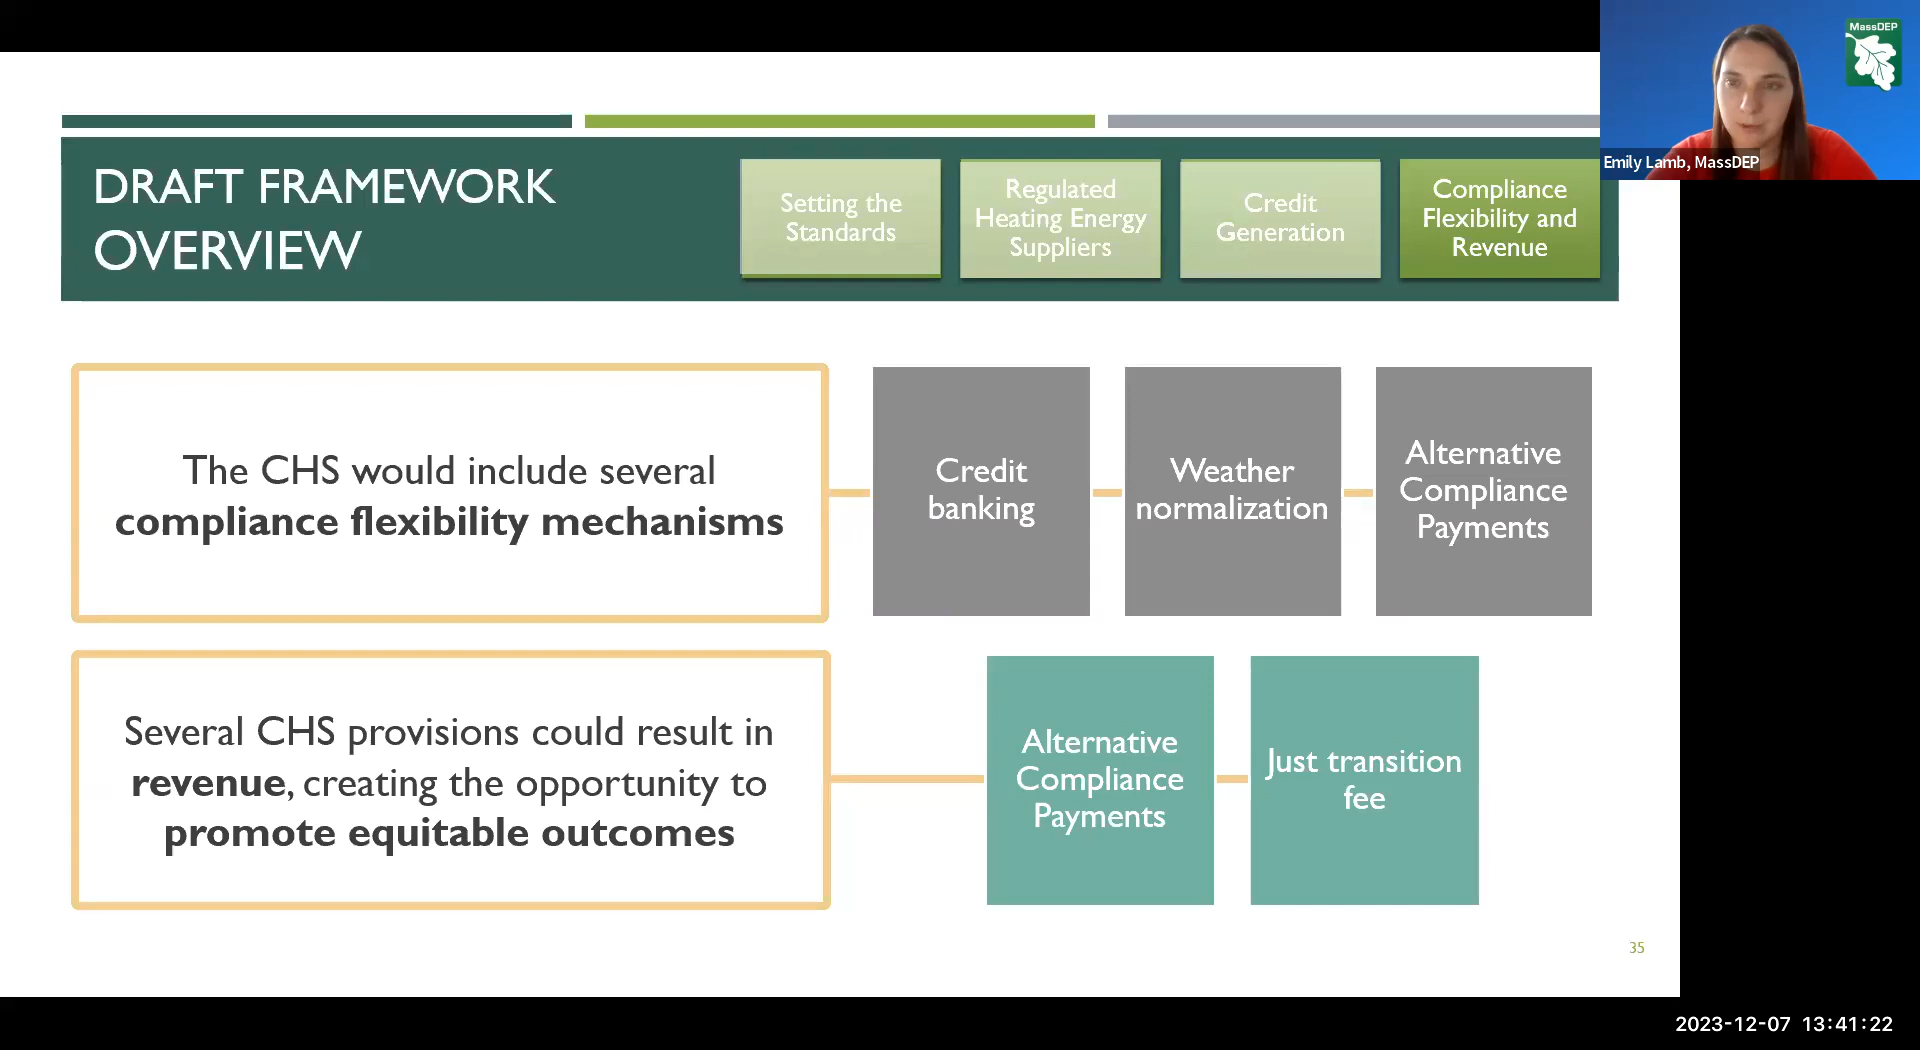 MassDEP
Emily Lamb, MassDEP
DRAFT FRAMEWORK
OVERVIEW
Setting the
Standards
Regulated
Heating Energy
Suppliers
Credit
Generation
Compliance
Flexibility and
Revenue
The CHS would include several
compliance flexibility mechanisms
Credit
banking
Weather
normalization
Alternative
Compliance
Payments
Several CHS provisions could result in
revenue, creating the opportunity to
promote equitable outcomes
Alternative
Compliance
Payments
Just transition
fee
35
2023-12-07 13:41:22